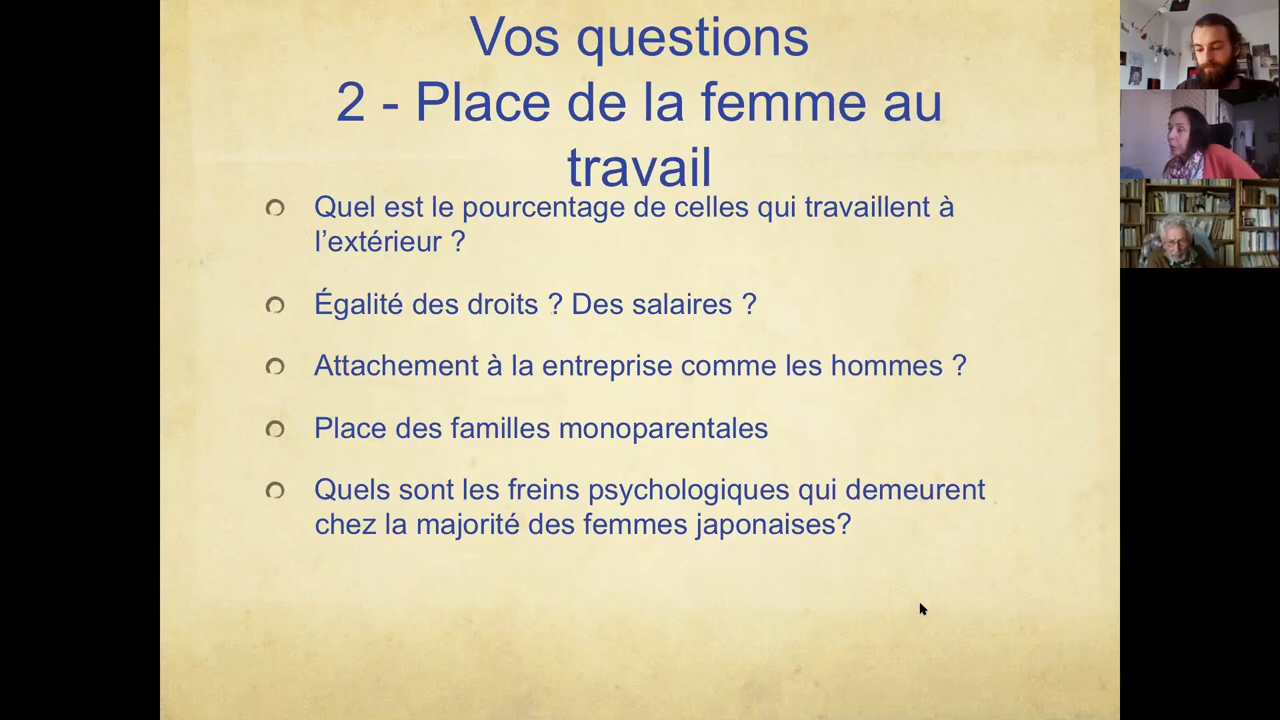 Vos questions
2 - Place de la femme au
travail
Quel est le pourcentage de celles qui travaillent à
l’extérieur ?
Égalité des droits ? Des salaires ?
Attachement à la entreprise comme les hommes ?
Place des familles monoparentales
Quels sont les freins psychologiques qui demeurent
chez la majorité des femmes japonaises?